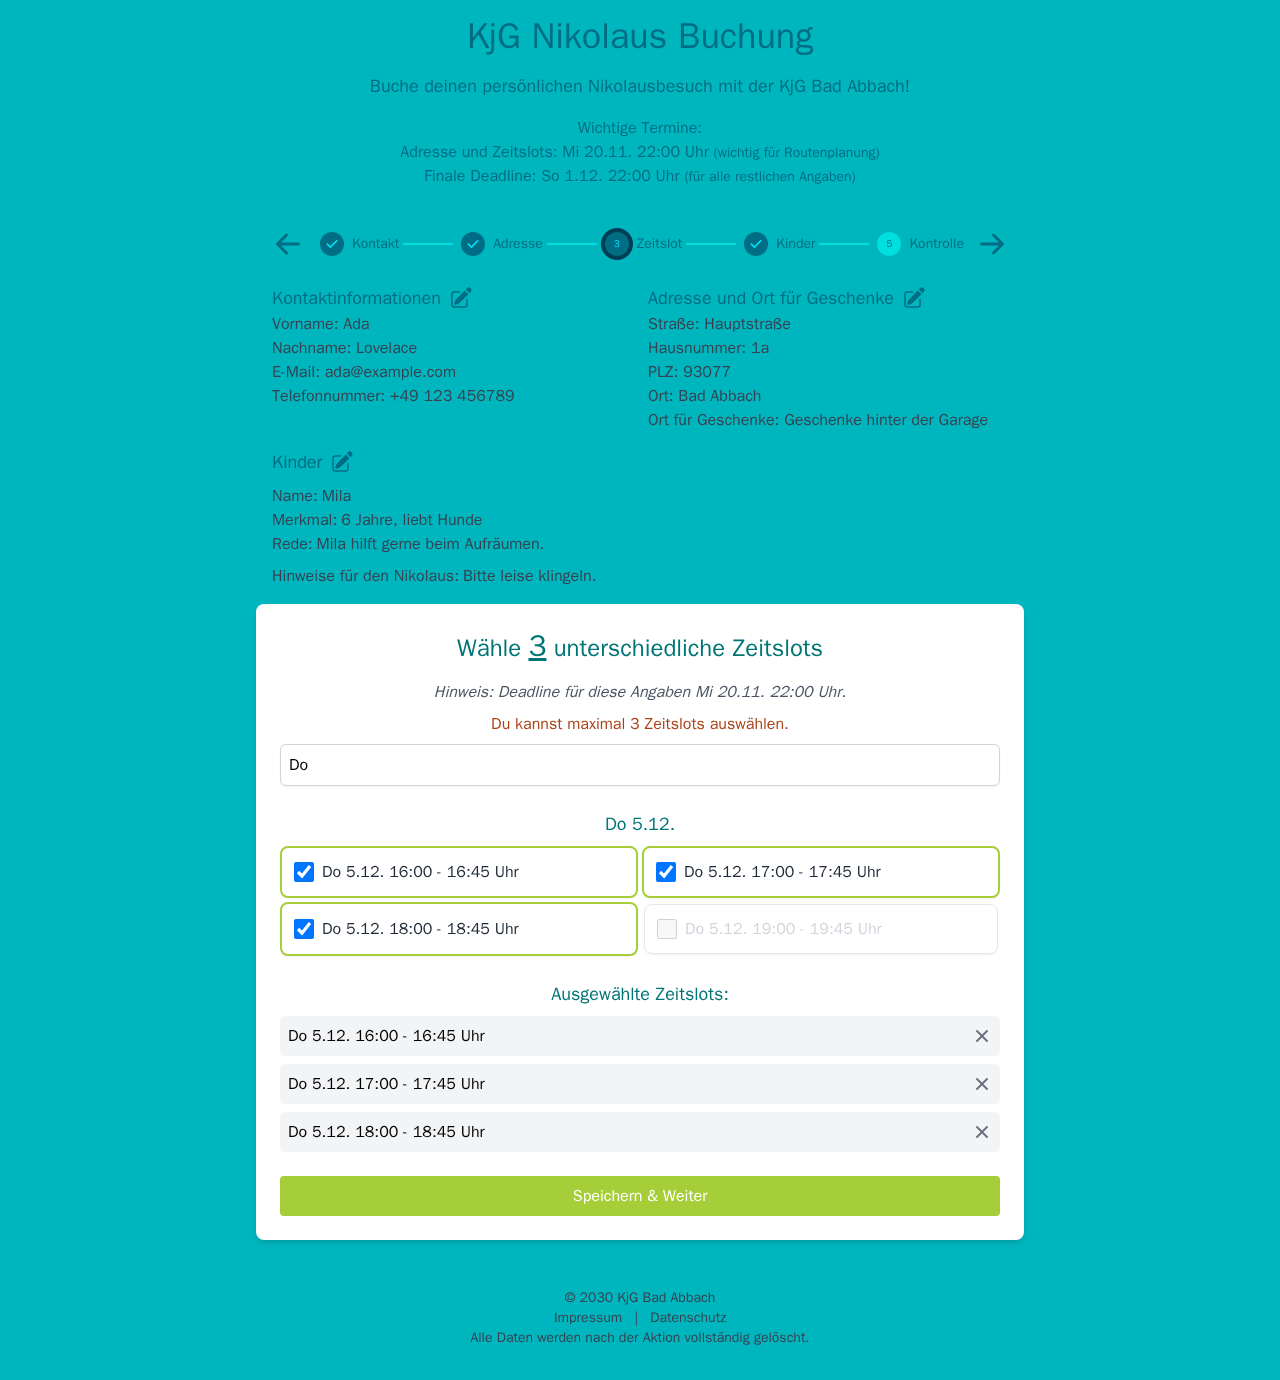 KjG Nikolaus Buchung
Buche deinen persönlichen Nikolausbesuch mit der KjG Bad Abbach!
Wichtige Termine:
Adresse und Zeitslots: Mi 20.11. 22:00 Uhr (wichtig für Routenplanung)
Finale Deadline: So 1.12. 22:00 Uhr (für alle restlichen Angaben)
Kontakt Adresse 3 Zeitslot Kinder 5 Kontrolle
Kontaktinformationen
Vorname: Ada
Nachname: Lovelace
E-Mail: ada@example.com
Telefonnummer: +49 123 456789
Adresse und Ort für Geschenke
Straße: Hauptstraße
Hausnummer: 1a
PLZ: 93077
Ort: Bad Abbach
Ort für Geschenke: Geschenke hinter der Garage
Kinder
Name: Mila
Merkmal: 6 Jahre, liebt Hunde
Rede: Mila hilft gerne beim Aufräumen.
Hinweise für den Nikolaus: Bitte leise klingeln.
Wähle 3 unterschiedliche Zeitslots
Hinweis: Deadline für diese Angaben Mi 20.11. 22:00 Uhr.
Du kannst maximal 3 Zeitslots auswählen.
Do
Do 5.12.
Do 5.12. 16:00 - 16:45 Uhr
Do 5.12. 17:00 - 17:45 Uhr
Do 5.12. 18:00 - 18:45 Uhr
Do 5.12. 19:00 - 19:45 Uhr
Ausgewählte Zeitslots:
Do 5.12. 16:00 - 16:45 Uhr
Do 5.12. 17:00 - 17:45 Uhr
Do 5.12. 18:00 - 18:45 Uhr
Speichern & Weiter
© 2030 KjG Bad Abbach
Impressum | Datenschutz
Alle Daten werden nach der Aktion vollständig gelöscht.